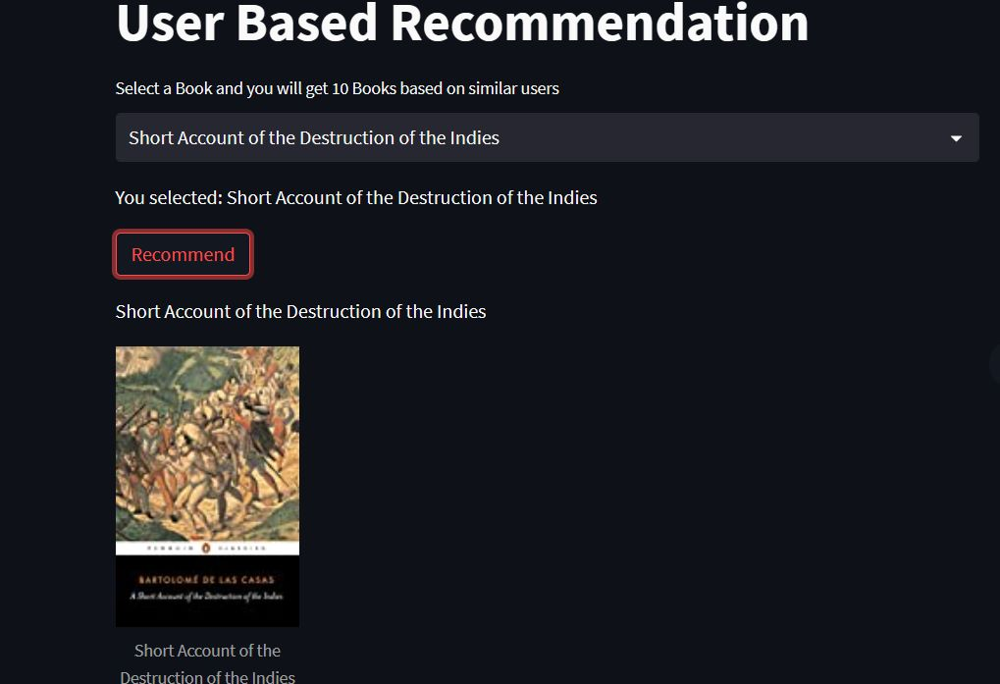 User Based Recommendation
Select a Book and you will get 10 Books based on similar users
Short Account of the Destruction of the Indies
You selected: Short Account of the Destruction of the Indies
Recommend
Short Account of the Destruction of the Indies
PENGUIN CLASSICS
BARTOLOMÉ DE LAS CASAS
A Short Account of the Destruction of the Indies
Short Account of the
Destruction of the Indies